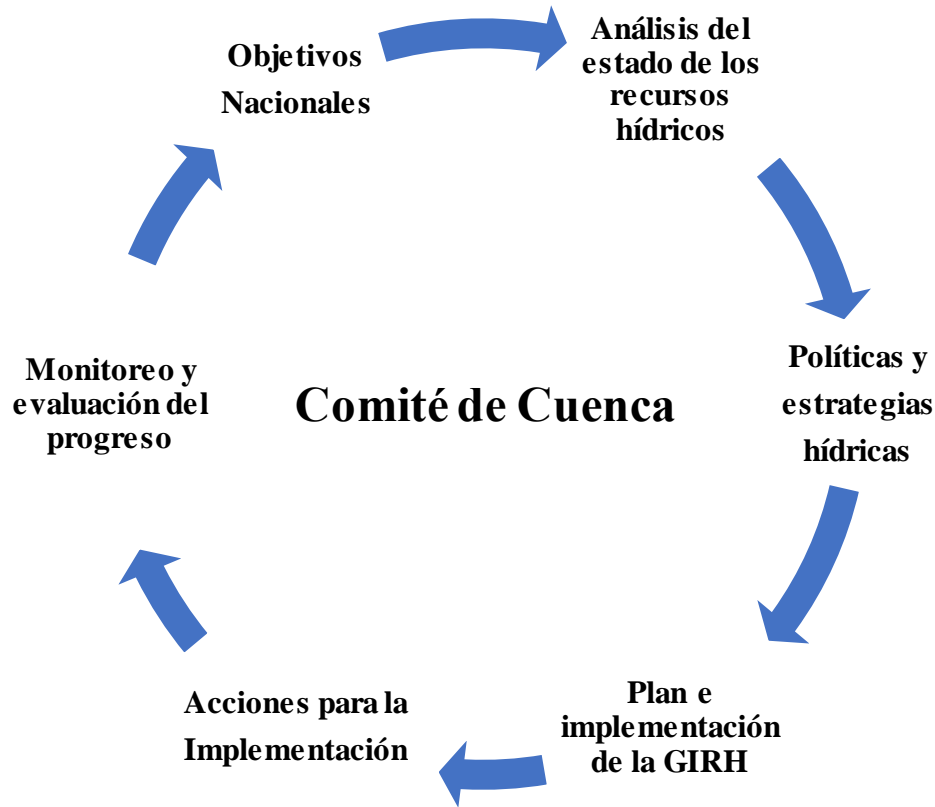 Objetivos
Nacionales
Análisis del
estado de los
recursos
hídricos
Políticas y
estrategias
hídricas
Plan e
implementación
de la GIRH
Acciones para la
Implementación
Monitoreo y
evaluación del
progreso
Comité de Cuenca